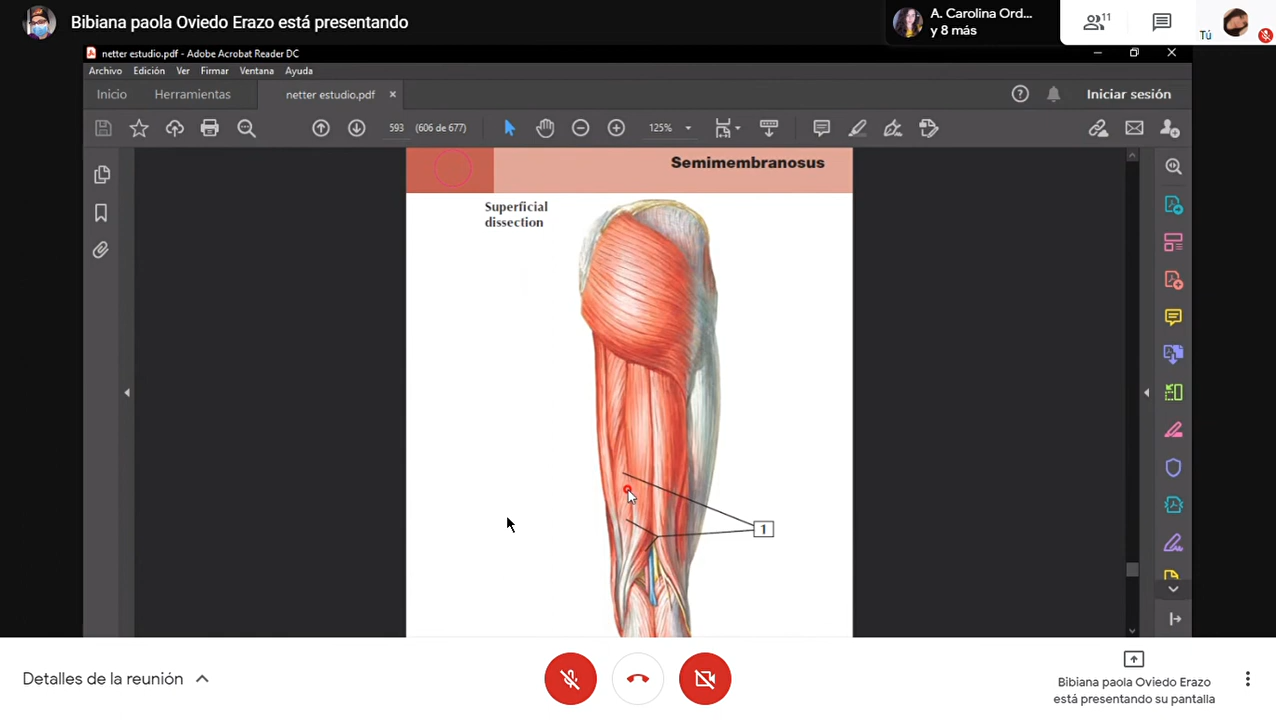 Bibiana paola Oviedo Erazo está presentando
A. Carolina Ord...
y 8 más
11
Tú
netter estudio.pdf - Adobe Acrobat Reader DC
Archivo Edición Ver Firmar Ventana Ayuda
Inicio Herramientas netter estudio.pdf × Iniciar sesión
593 (606 de 677) 125%
Semimembranosus
Superficial
dissection
1
Detalles de la reunión
Bibiana paola Oviedo Erazo
está presentando su pantalla